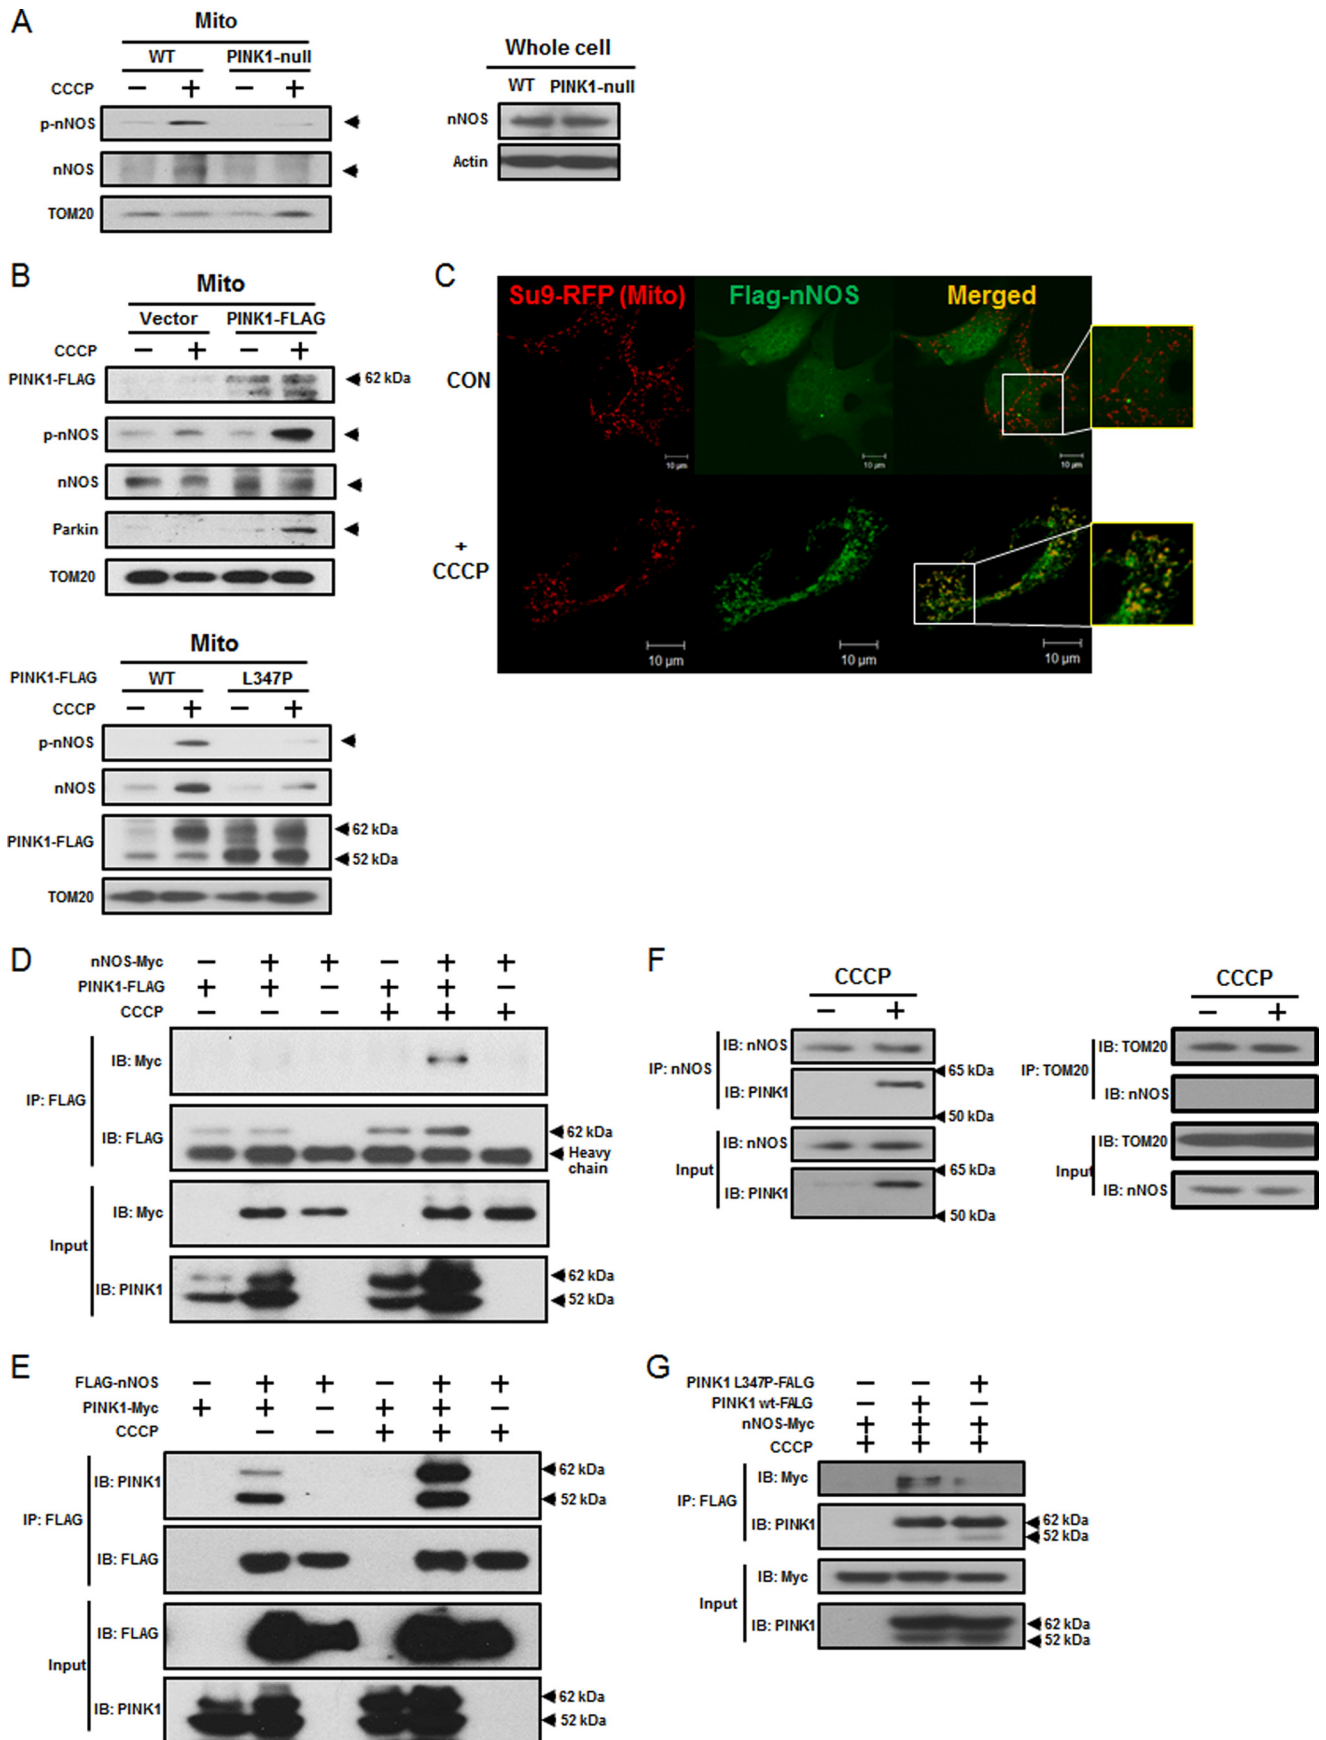 A
Mito
WT PINK1-null
CCCP − + − +
p-nNOS
nNOS
TOM20
Whole cell
WT PINK1-null
nNOS
Actin
B
Mito
Vector PINK1-FLAG
CCCP − + − +
PINK1-FLAG 62 kDa
p-nNOS
nNOS
Parkin
TOM20
Mito
PINK1-FLAG WT L347P
CCCP − + − +
p-nNOS
nNOS
PINK1-FLAG 62 kDa
52 kDa
TOM20
C
Su9-RFP (Mito) Flag-nNOS Merged
CON
10 µm 10 µm 10 µm
+
CCCP
10 µm 10 µm 10 µm
D
nNOS-Myc − + + − + +
PINK1-FLAG + + − + + −
CCCP − − − + + +
IP: FLAG
IB: Myc
IB: FLAG 62 kDa
Heavy
chain
Input
IB: Myc
IB: PINK1 62 kDa
52 kDa
E
FLAG-nNOS − + + − + +
PINK1-Myc + + − + + −
CCCP − − + + +
IP: FLAG
IB: PINK1 62 kDa
52 kDa
IB: FLAG
Input
IB: FLAG
IB: PINK1 62 kDa
52 kDa
F
CCCP
− +
IP: nNOS
IB: nNOS
IB: PINK1 65 kDa
50 kDa
Input
IB: nNOS
IB: PINK1 65 kDa
50 kDa
CCCP
− +
IP: TOM20
IB: TOM20
IB: nNOS
Input
IB: TOM20
IB: nNOS
G
PINK1 L347P-FALG − − +
PINK1 wt-FALG − + −
nNOS-Myc + + +
CCCP + + +
IP: FLAG
IB: Myc
IB: PINK1 62 kDa
52 kDa
Input
IB: Myc
IB: PINK1 62 kDa
52 kDa